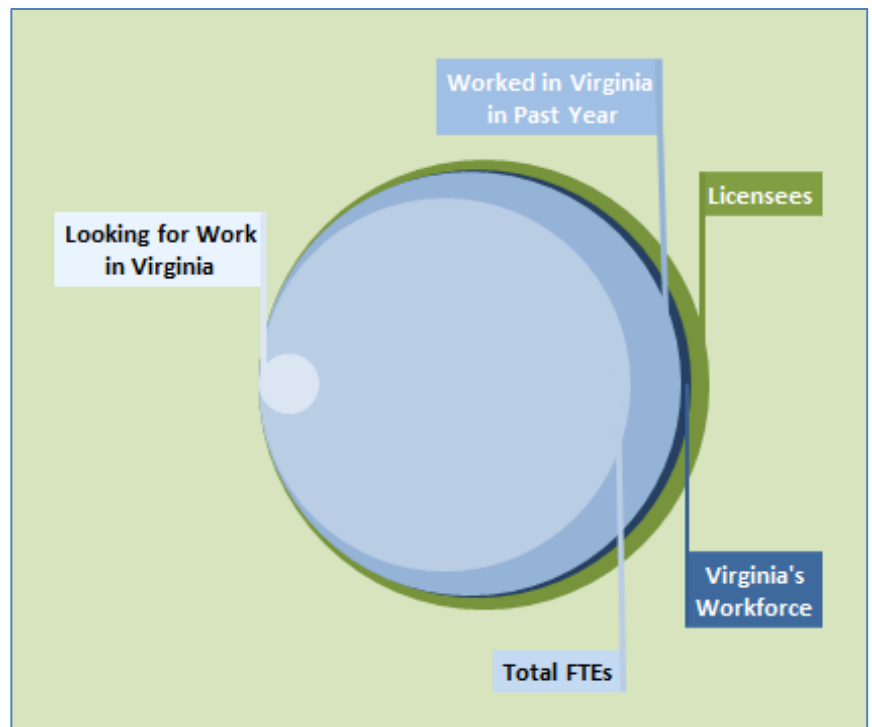 Worked in Virginia
in Past Year
Licensees
Looking for Work
in Virginia
Virginia's
Workforce
Total FTEs